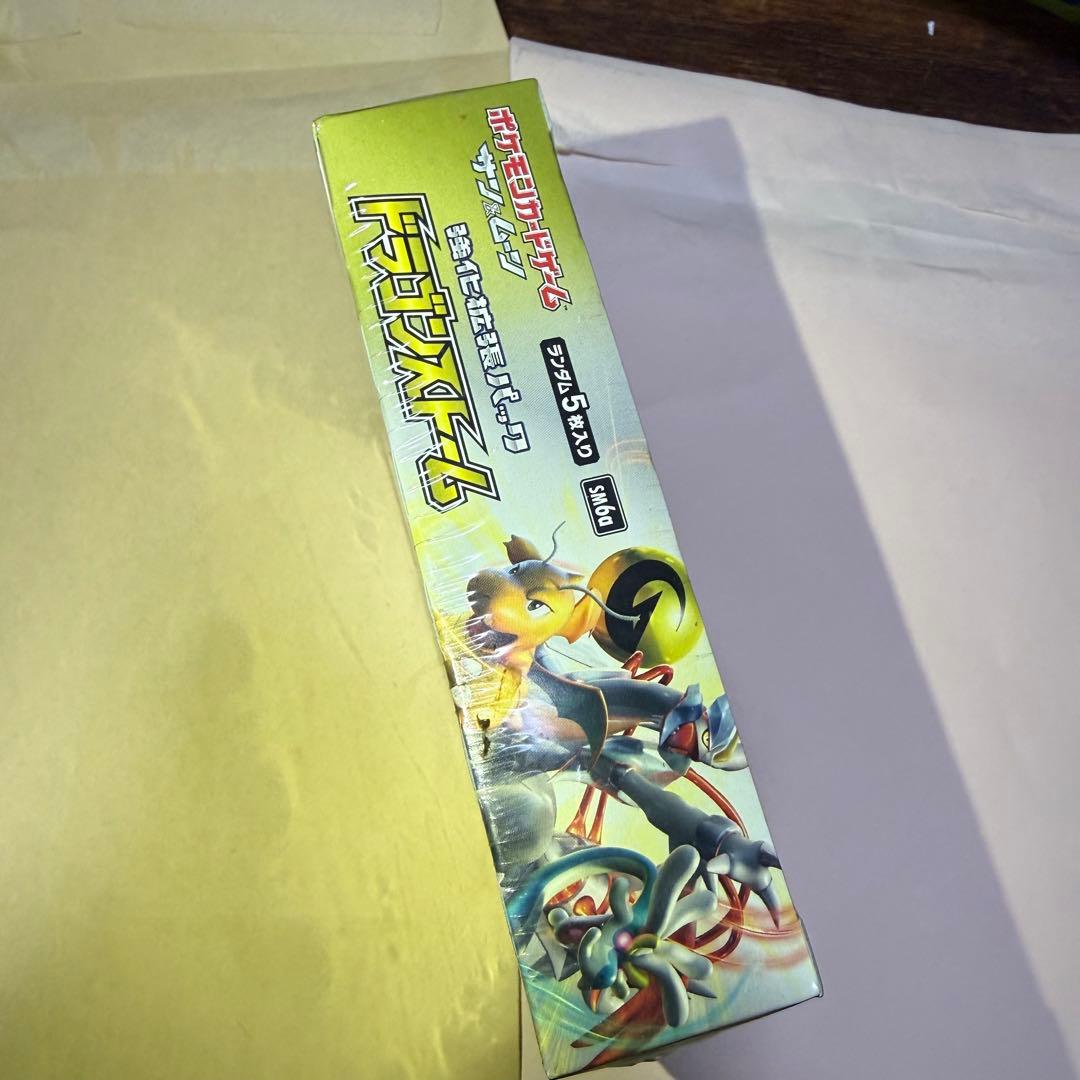 ポケモンカードゲーム
サン&ムーン
強化拡張パック
ドラゴンストーム
ランダム5枚入り
SM6a